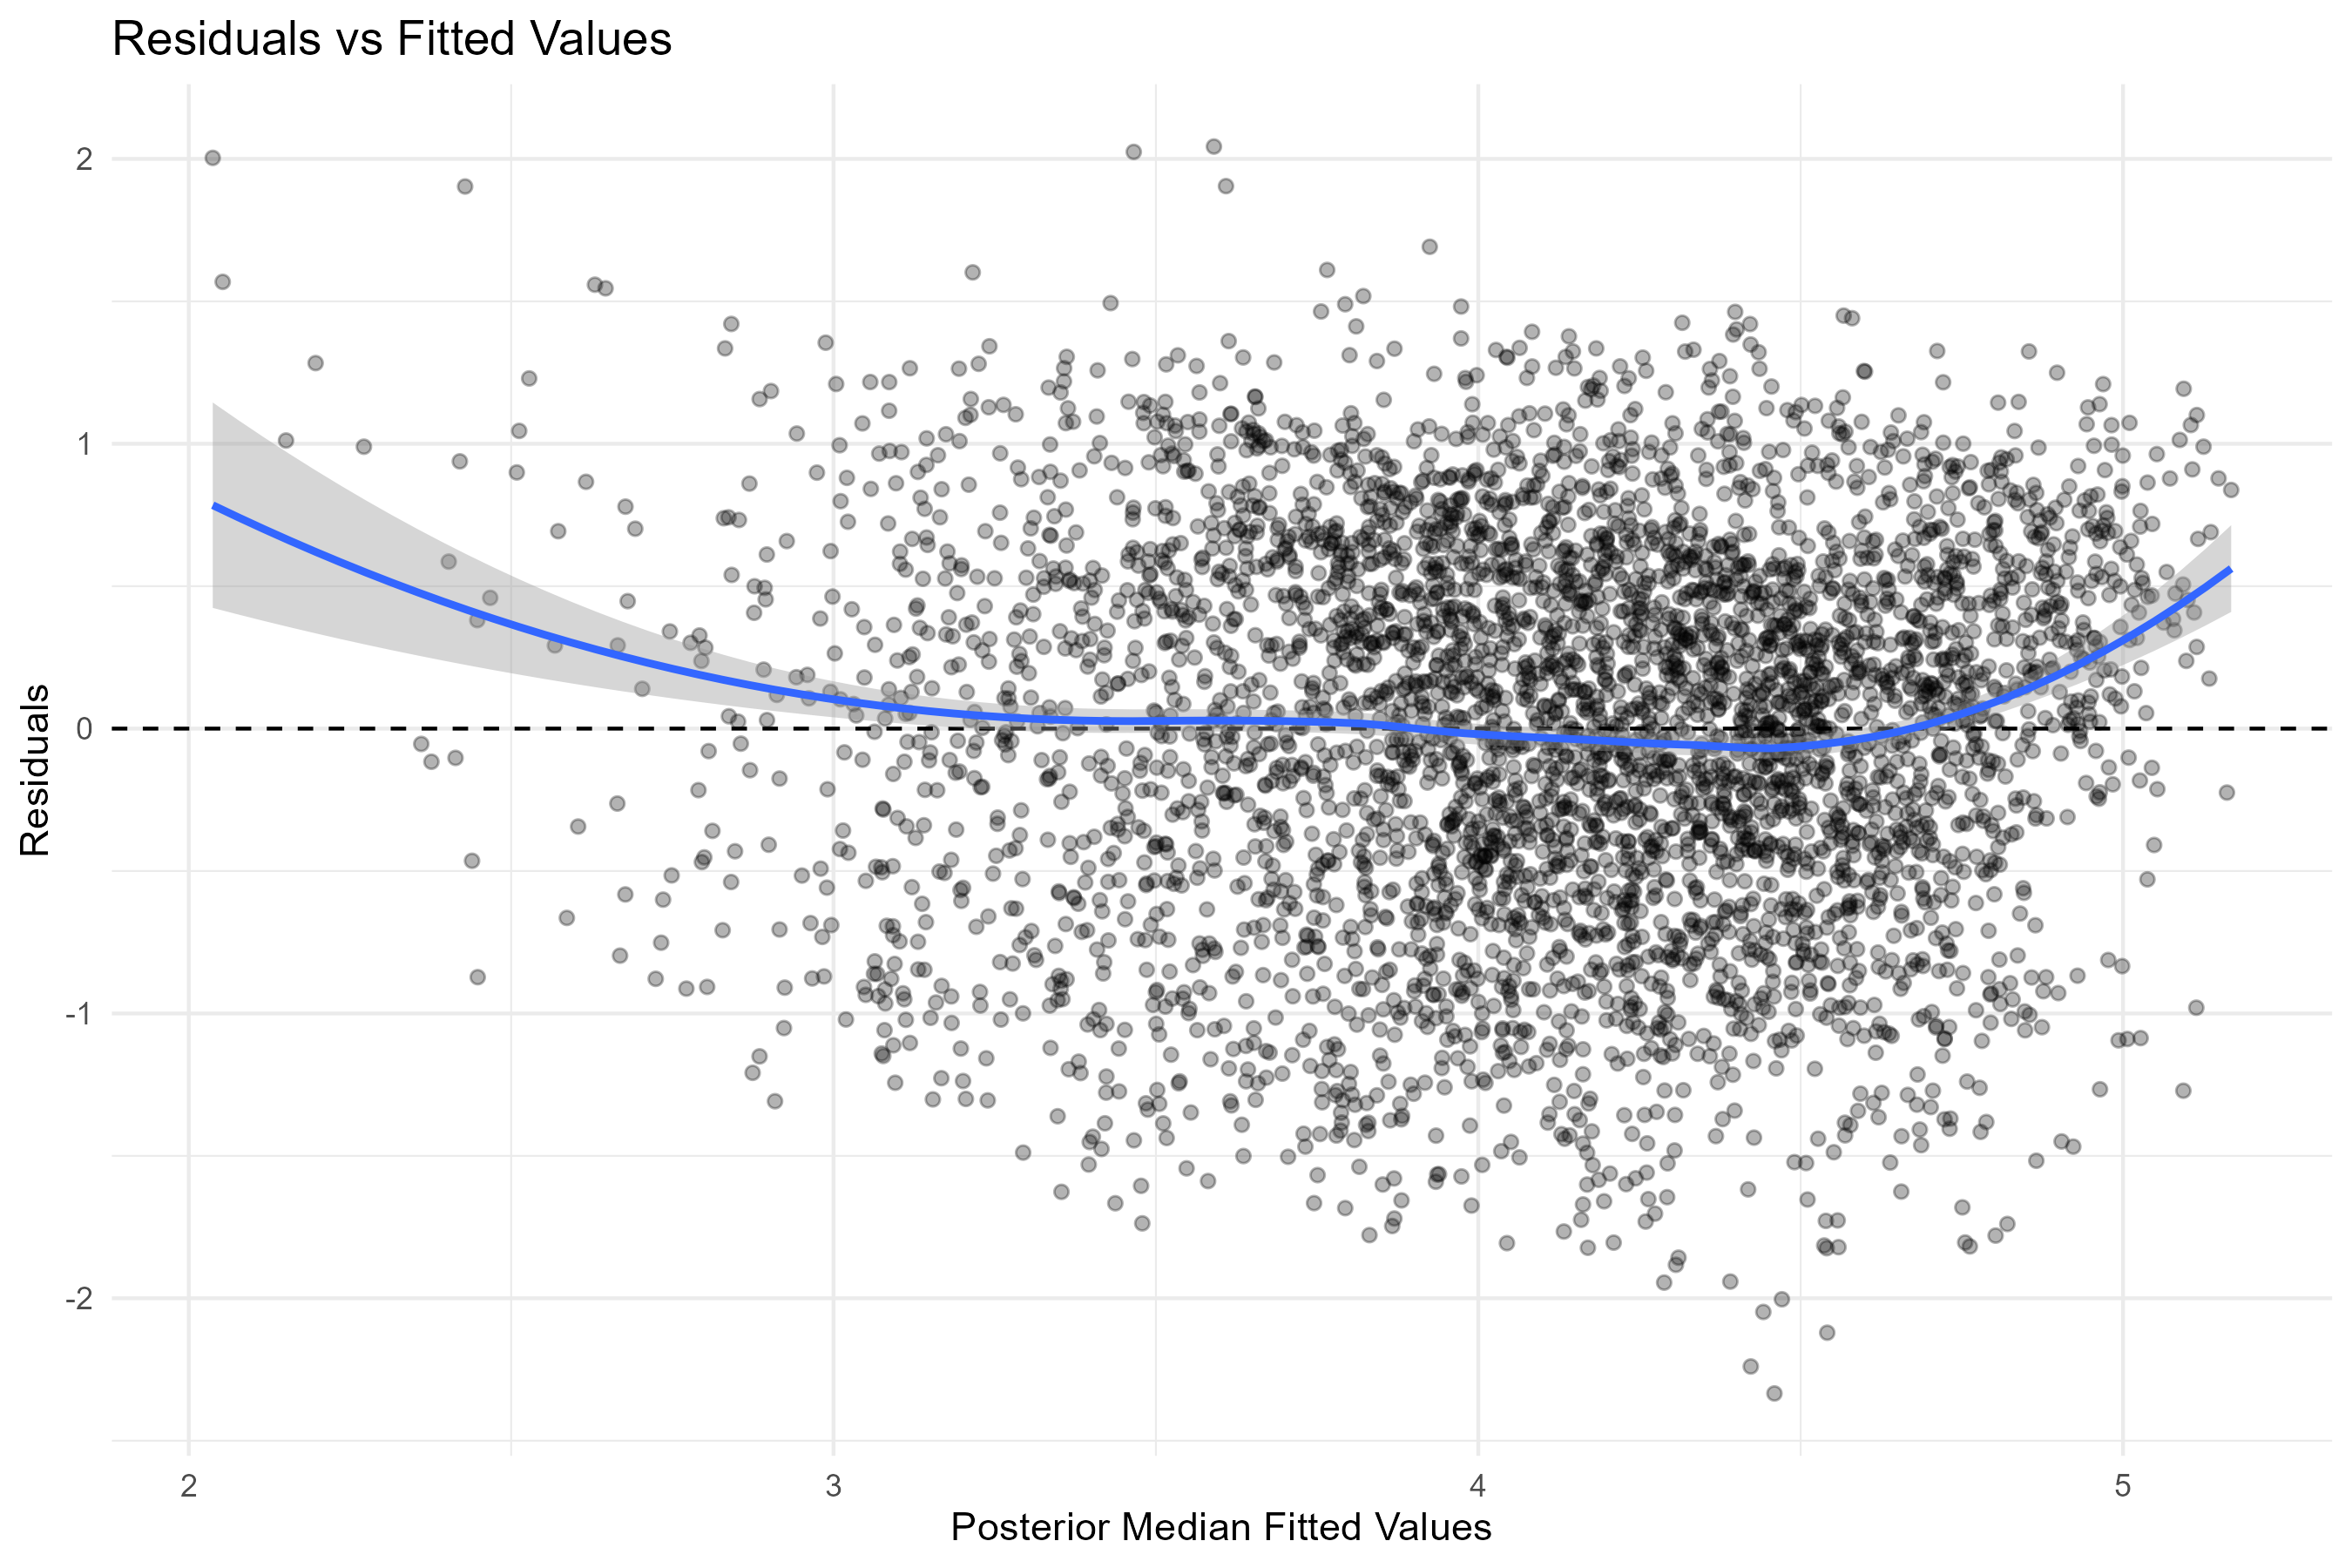 Residuals vs Fitted Values
2
1
0
-1
-2
Residuals
2 3 4 5
Posterior Median Fitted Values